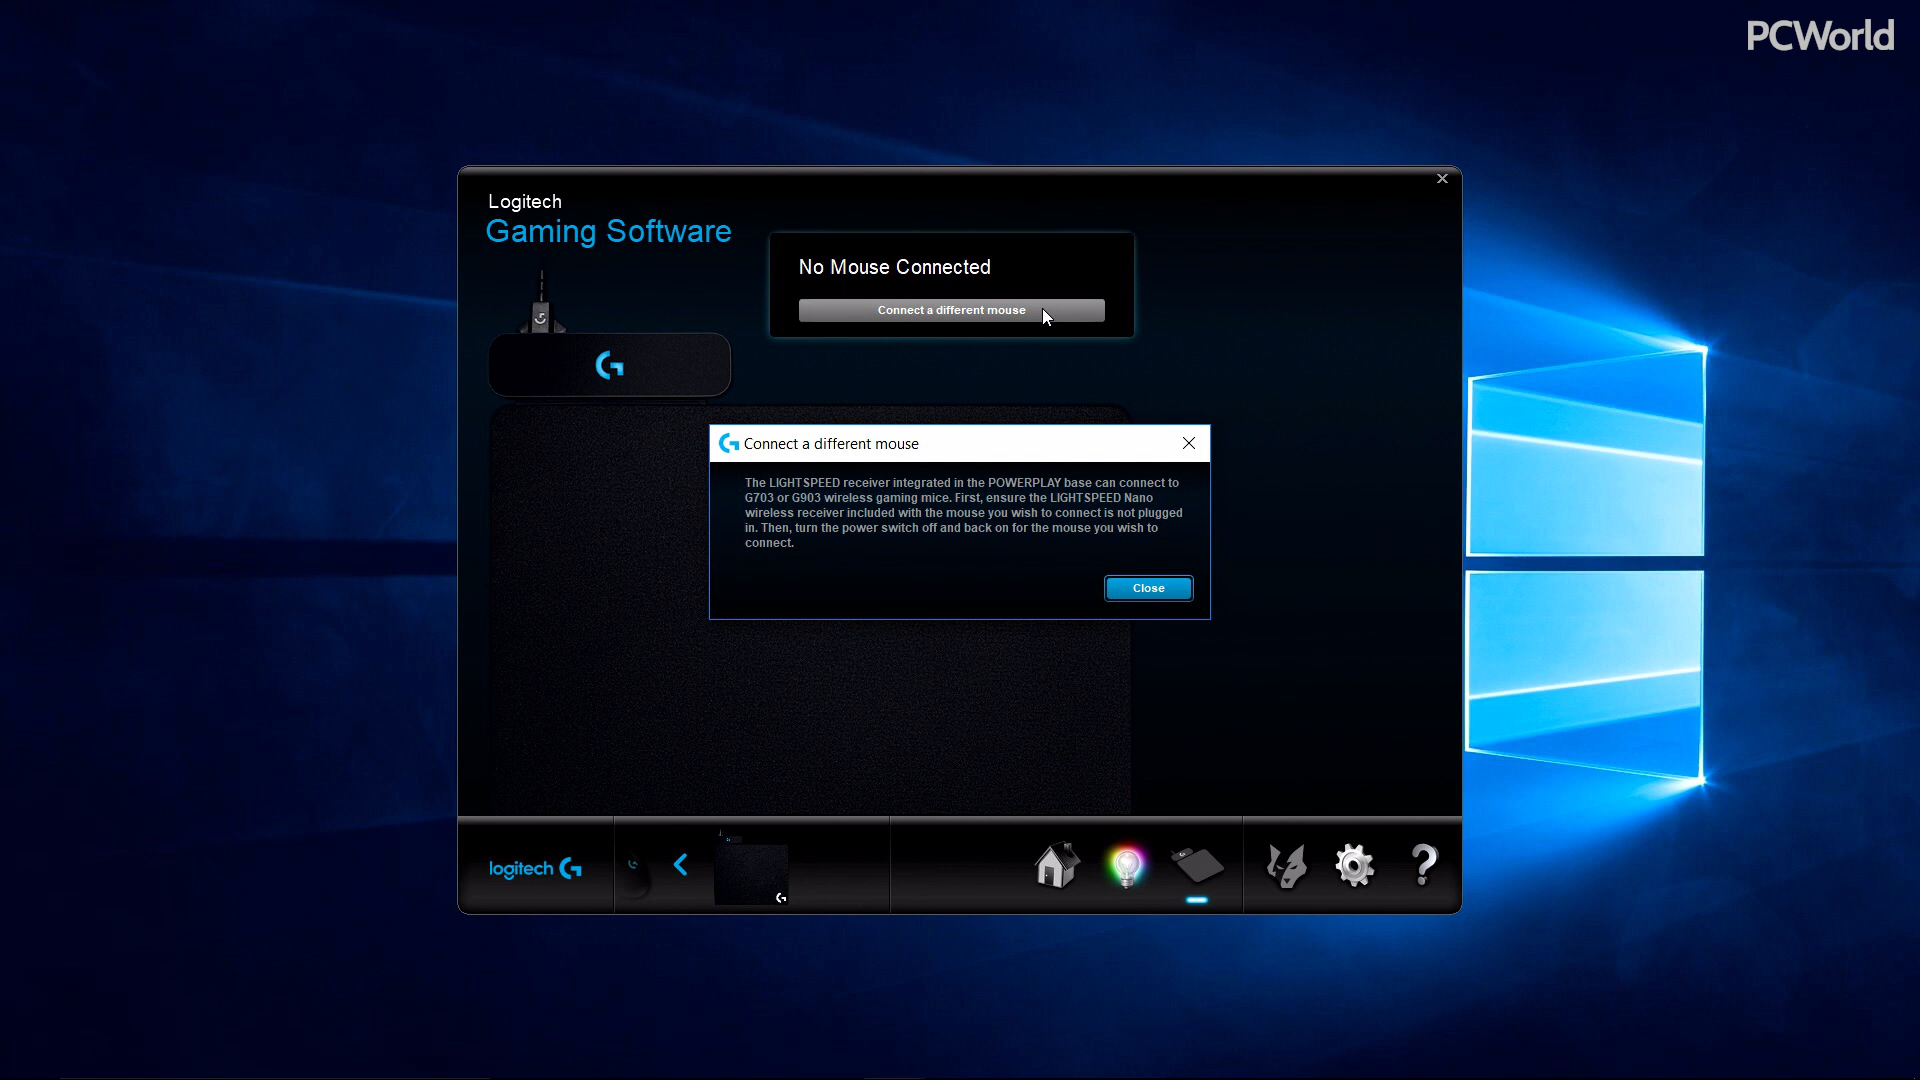 PCWorld
Logitech
Gaming Software
No Mouse Connected
Connect a different mouse
Connect a different mouse
The LIGHTSPEED receiver integrated in the POWERPLAY base can connect to
G703 or G903 wireless gaming mice. First, ensure the LIGHTSPEED Nano
wireless receiver included with the mouse you wish to connect is not plugged
in. Then, turn the power switch off and back on for the mouse you wish to
connect.
Close
logitech